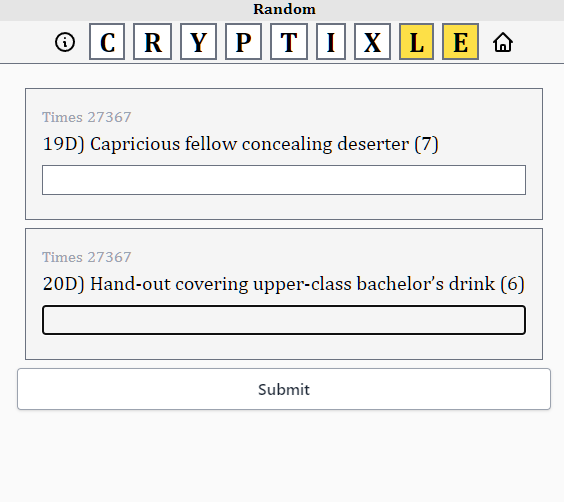 Random
CRYPTIXLE
Times 27367
19D) Capricious fellow concealing deserter (7)
Times 27367
20D) Hand-out covering upper-class bachelor's drink (6)
Submit